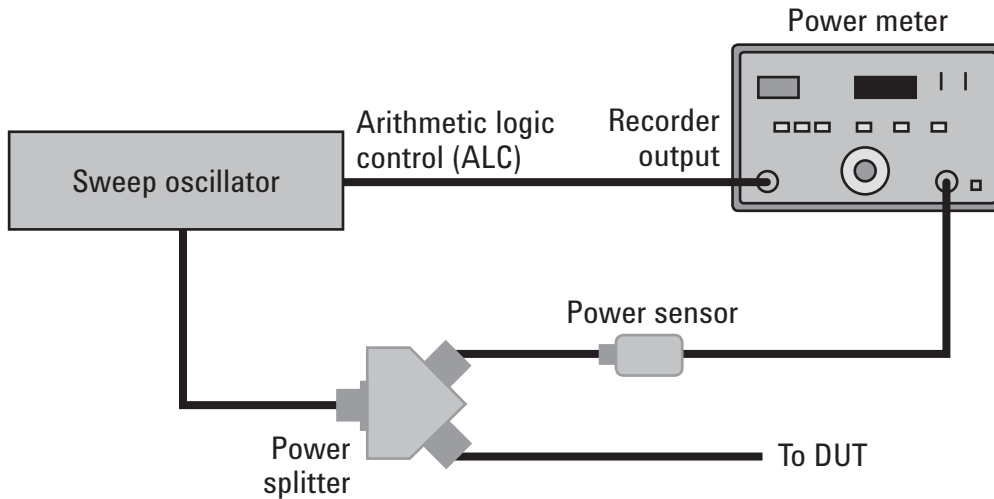 Power meter
Arithmetic logic
control (ALC)
Recorder
output
Sweep oscillator
Power sensor
Power
splitter
To DUT